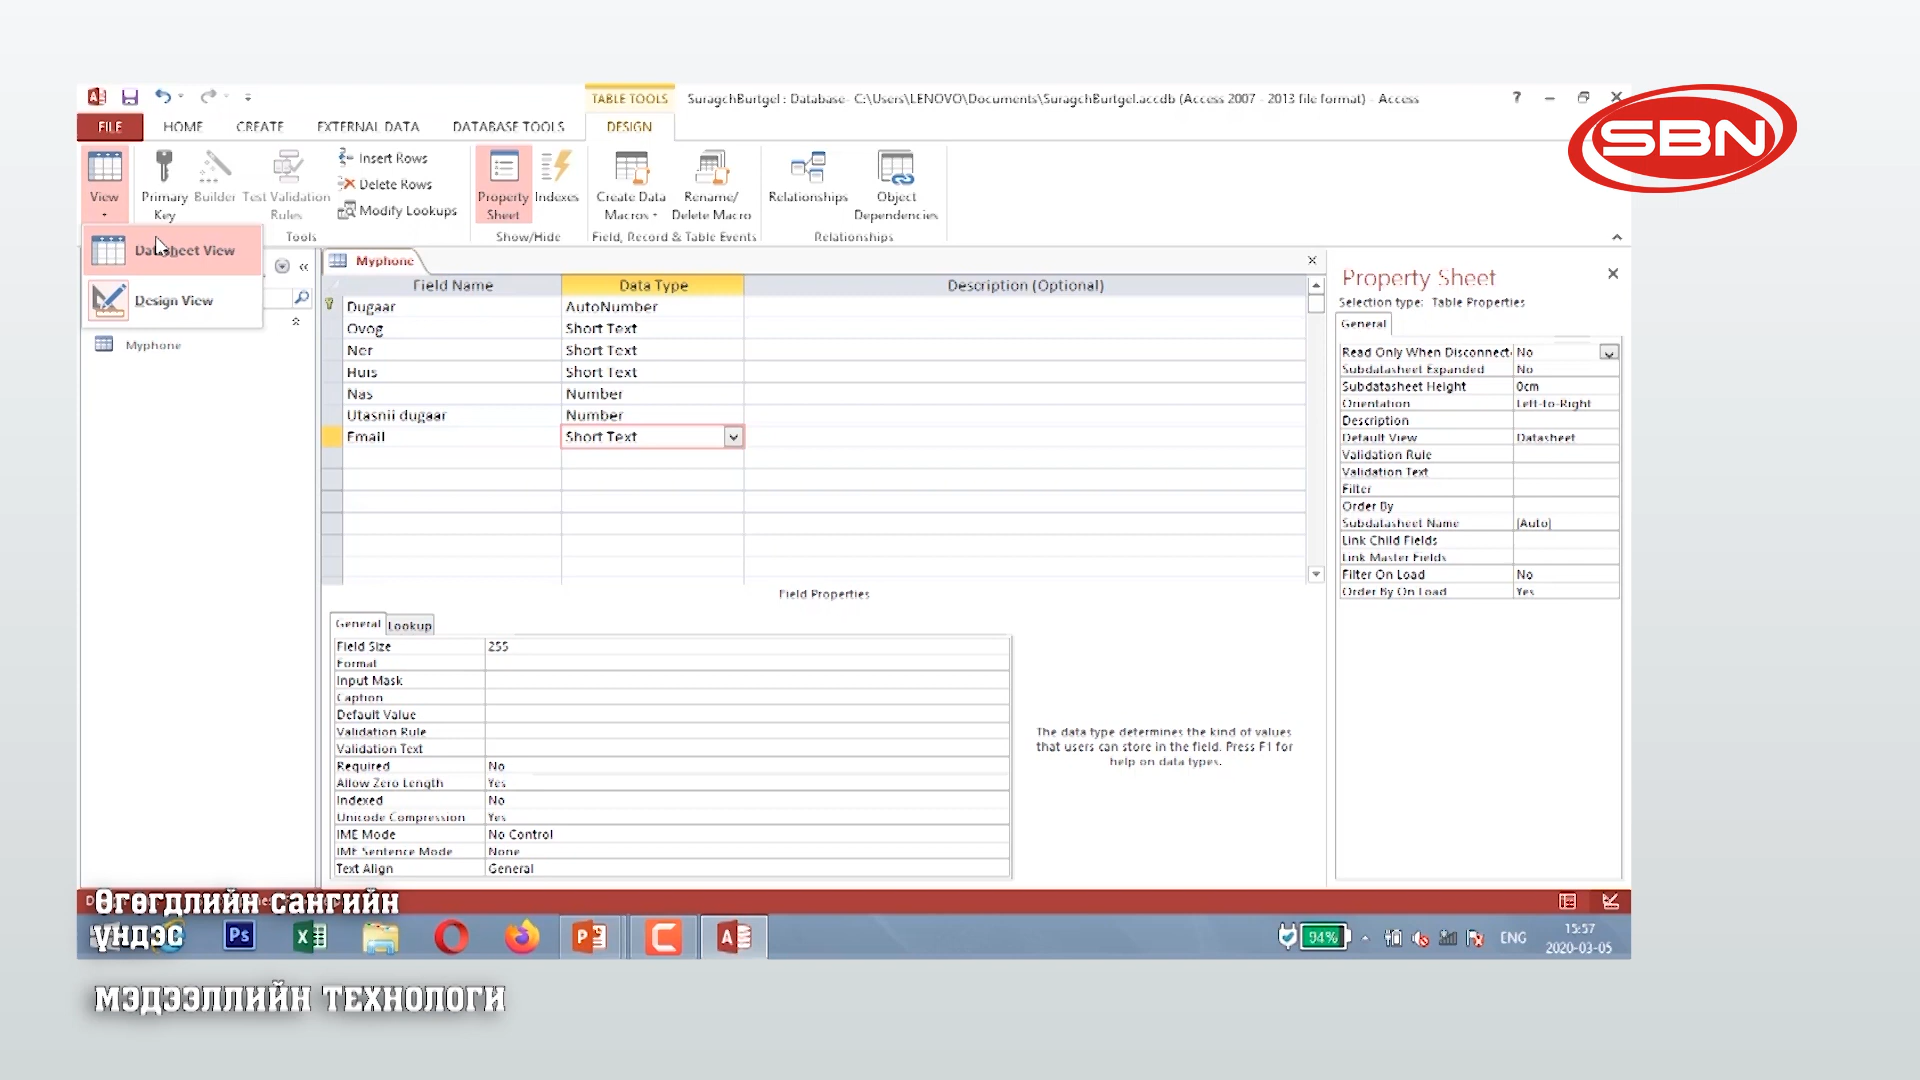 TABLE TOOLS
SuragchBurtgel : Database- C:\Users\LENOVO\Documents\SuragchBurtgel.accdb (Access 2007 - 2013 file format) - Access
SBN
FILE HOME CREATE EXTERNAL DATA DATABASE TOOLS DESIGN
View
Primary Key
Builder
Test Validation Rules
Insert Rows
Delete Rows
Modify Lookups
Property Sheet
Indexes
Create Data Macros
Rename/ Delete Macro
Relationships
Object Dependencies
Tools
Show/Hide
Field, Record & Table Events
Relationships
Datasheet View
Design View
Myphone
Myphone
Field Name Data Type Description (Optional)
Dugaar AutoNumber
Ovog Short Text
Ner Short Text
Huis Short Text
Nas Number
Utasnii dugaar Number
Email Short Text
Field Properties
General Lookup
Field Size 255
Format
Input Mask
Caption
Default Value
Validation Rule
Validation Text
Required No
Allow Zero Length Yes
Indexed No
Unicode Compression Yes
IME Mode No Control
IME Sentence Mode None
Text Align General
The data type determines the kind of values
that users can store in the field. Press F1 for
help on data types.
Property Sheet
Selection type: Table Properties
General
Read Only When Disconnect No
Subdatasheet Expanded No
Subdatasheet Height 0cm
Orientation Left-to-Right
Description
Default View Datasheet
Validation Rule
Validation Text
Filter
Order By
Subdatasheet Name [Auto]
Link Child Fields
Link Master Fields
Filter On Load No
Order By On Load Yes
Өгөгдлийн сангийн
үндэс
94%
ENG
15:57
2020-03-05
МЭДЭЭЛЛИЙН ТЕХНОЛОГИ